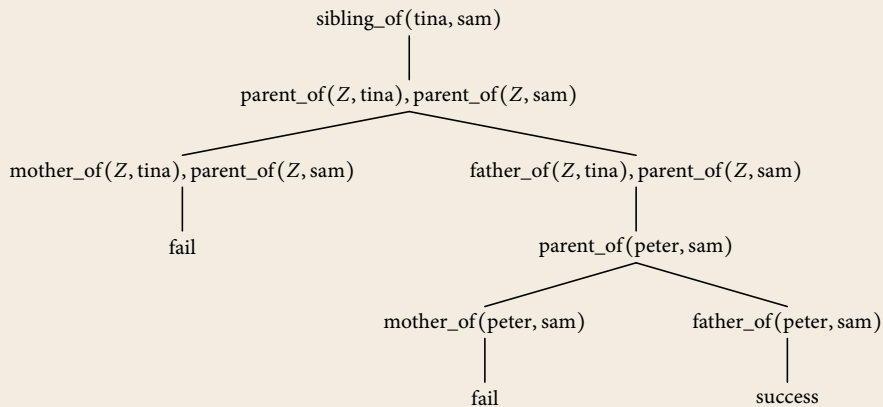 sibling_of(tina, sam)
parent_of(Z, tina), parent_of(Z, sam)
mother_of(Z, tina), parent_of(Z, sam)
father_of(Z, tina), parent_of(Z, sam)
fail
parent_of(peter, sam)
mother_of(peter, sam)
father_of(peter, sam)
fail
success